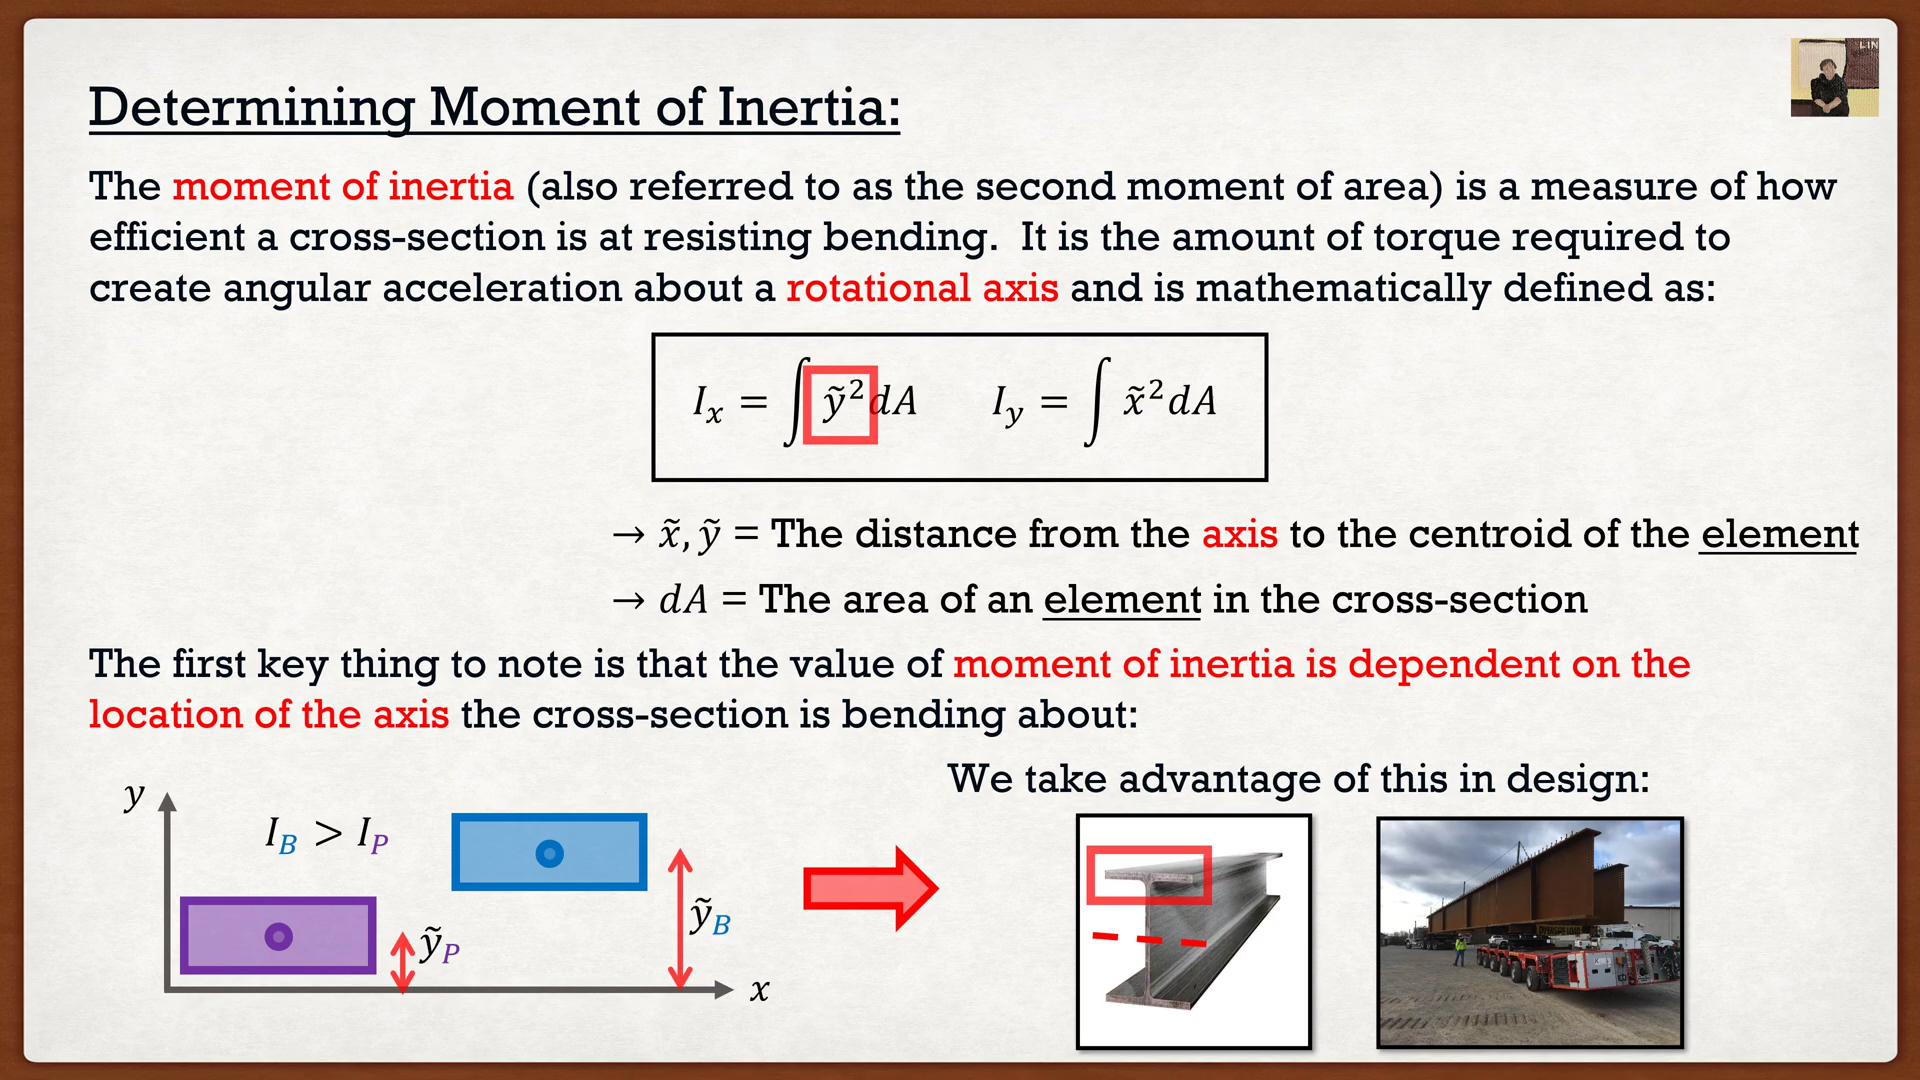 LIN
Determining Moment of Inertia:
The moment of inertia (also referred to as the second moment of area) is a measure of how
efficient a cross-section is at resisting bending.  It is the amount of torque required to
create angular acceleration about a rotational axis and is mathematically defined as:
I_x = ∫ ỹ² dA    I_y = ∫ x̃² dA
→ x̃, ỹ = The distance from the axis to the centroid of the element
→ dA = The area of an element in the cross-section
The first key thing to note is that the value of moment of inertia is dependent on the
location of the axis the cross-section is bending about:
We take advantage of this in design:
y
I_B > I_P
ỹ_B
ỹ_P
x